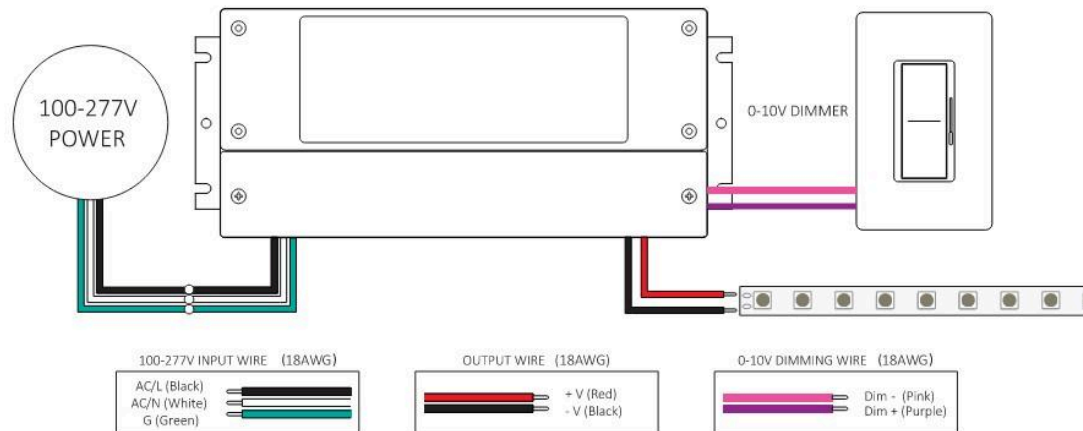 100-277V
POWER
0-10V DIMMER
100-277V INPUT WIRE (18AWG)
AC/L (Black)
AC/N (White)
G (Green)
OUTPUT WIRE (18AWG)
+ V (Red)
- V (Black)
0-10V DIMMING WIRE (18AWG)
Dim - (Pink)
Dim + (Purple)